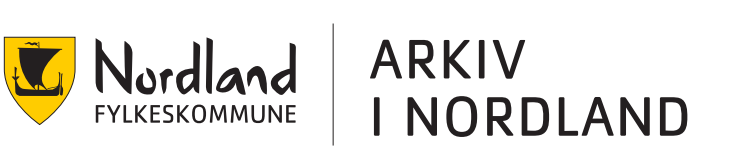 Nordland
FYLKESKOMMUNE
ARKIV
I NORDLAND